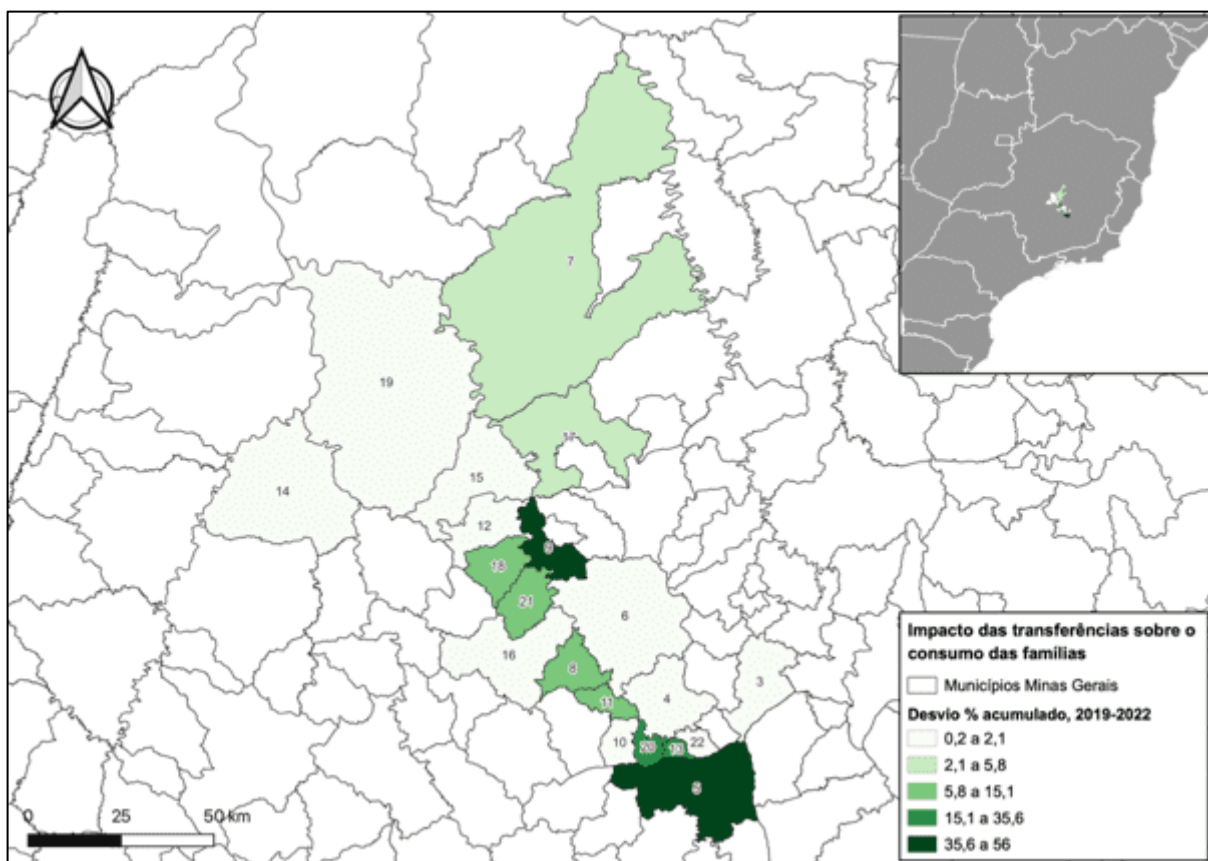 7
19
14
15
12
9
18
21
6
16
8
3
4
11
10
20
13
22
5
0
25
50 km
Impacto das transferências sobre o
consumo das famílias
Municípios Minas Gerais
Desvio % acumulado, 2019-2022
0,2 a 2,1
2,1 a 5,8
5,8 a 15,1
15,1 a 35,6
35,6 a 56